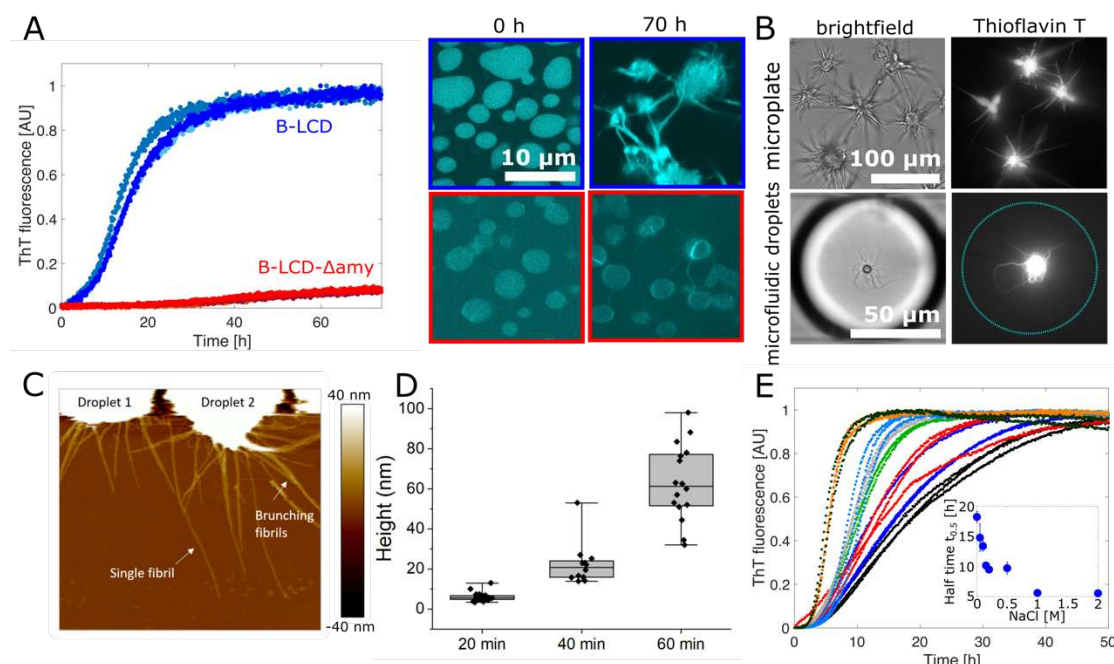 A
0 h
70 h
B
brightfield
Thioflavin T
ThT fluorescence [AU]
1
0.8
0.6
0.4
0.2
0
B-LCD
B-LCD-Δamy
0
20
40
60
Time [h]
10 µm
microplate
100 µm
microfluidic droplets
50 µm
C
Droplet 1
Droplet 2
Brunching
fibrils
Single fibril
40 nm
-40 nm
D
Height (nm)
100
80
60
40
20
0
20 min
40 min
60 min
E
ThT fluorescence [AU]
1
0.8
0.6
0.4
0.2
0
0
10
20
30
40
50
Time [h]
Half time t0.5 [h]
20
15
10
5
0
0.5
1
2
NaCl [M]